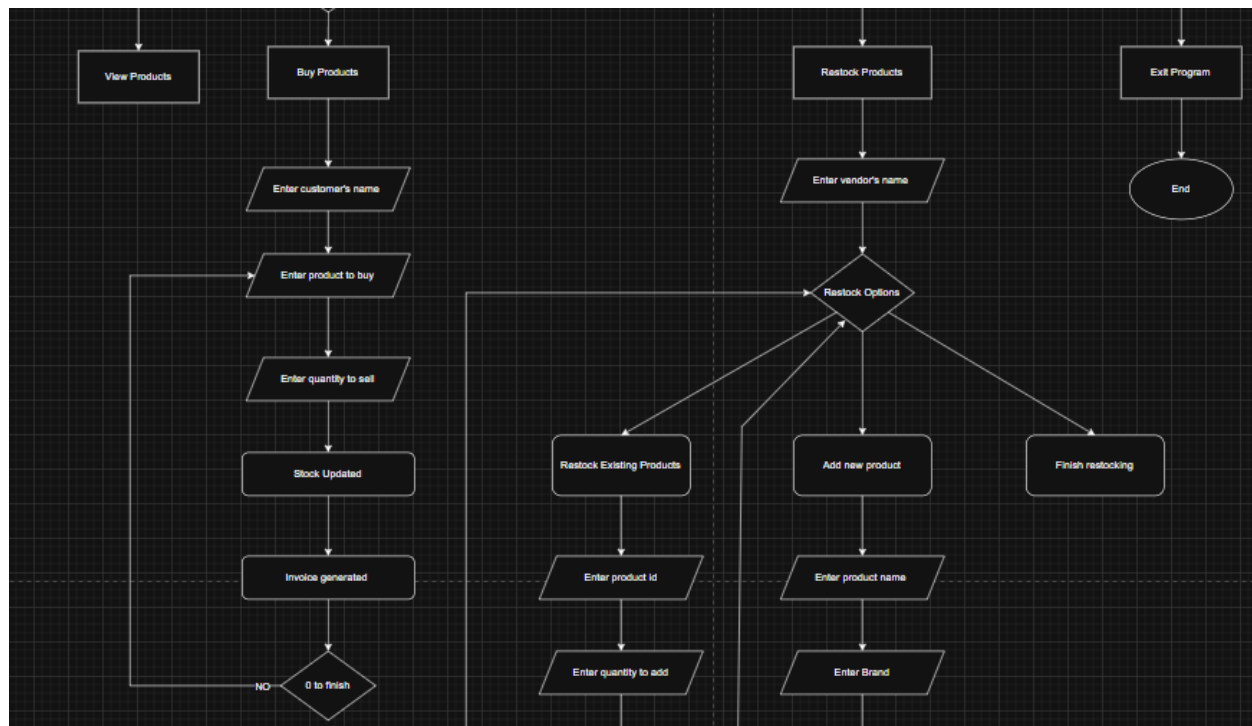 View Products
Buy Products
Restock Products
Exit Program
Enter customer's name
Enter vendor's name
End
Enter product to buy
Restock Options
Enter quantity to sell
Stock Updated
Restock Existing Products
Add new product
Finish restocking
Invoice generated
Enter product id
Enter product name
NO
0 to finish
Enter quantity to add
Enter Brand